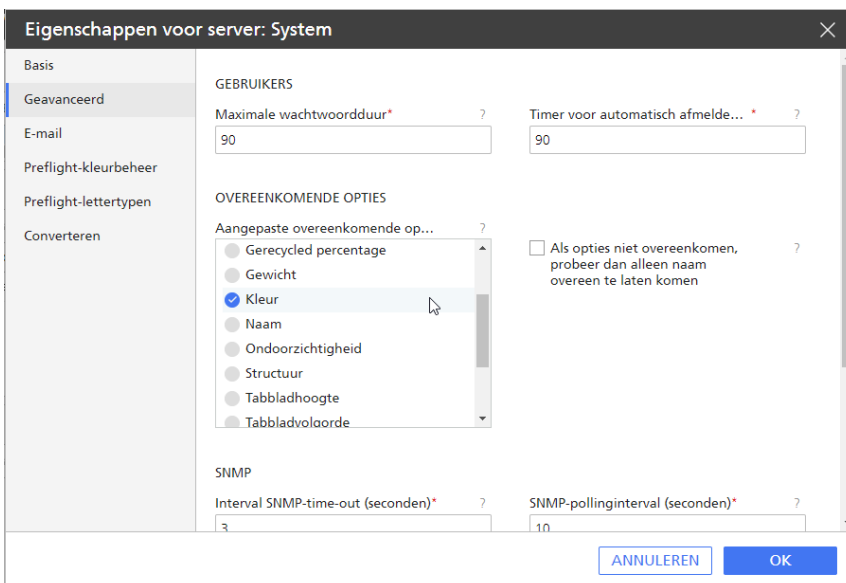 Eigenschappen voor server: System
Basis
Geavanceerd
E-mail
Preflight-kleurbeheer
Preflight-lettertypen
Converteren
GEBRUIKERS
Maximale wachtwoordduur* ?
90
Timer voor automatisch afmelde... * ?
90
OVEREENKOMENDE OPTIES
Aangepaste overeenkomende op... ?
Gerecycled percentage
Gewicht
Kleur
Naam
Ondoorzichtigheid
Structuur
Tabbladhoogte
Tabbladvolgorde
Als opties niet overeenkomen, ?
probeer dan alleen naam
overeen te laten komen
SNMP
Interval SNMP-time-out (seconden)* ?
3
SNMP-pollinginterval (seconden)* ?
10
ANNULEREN
OK